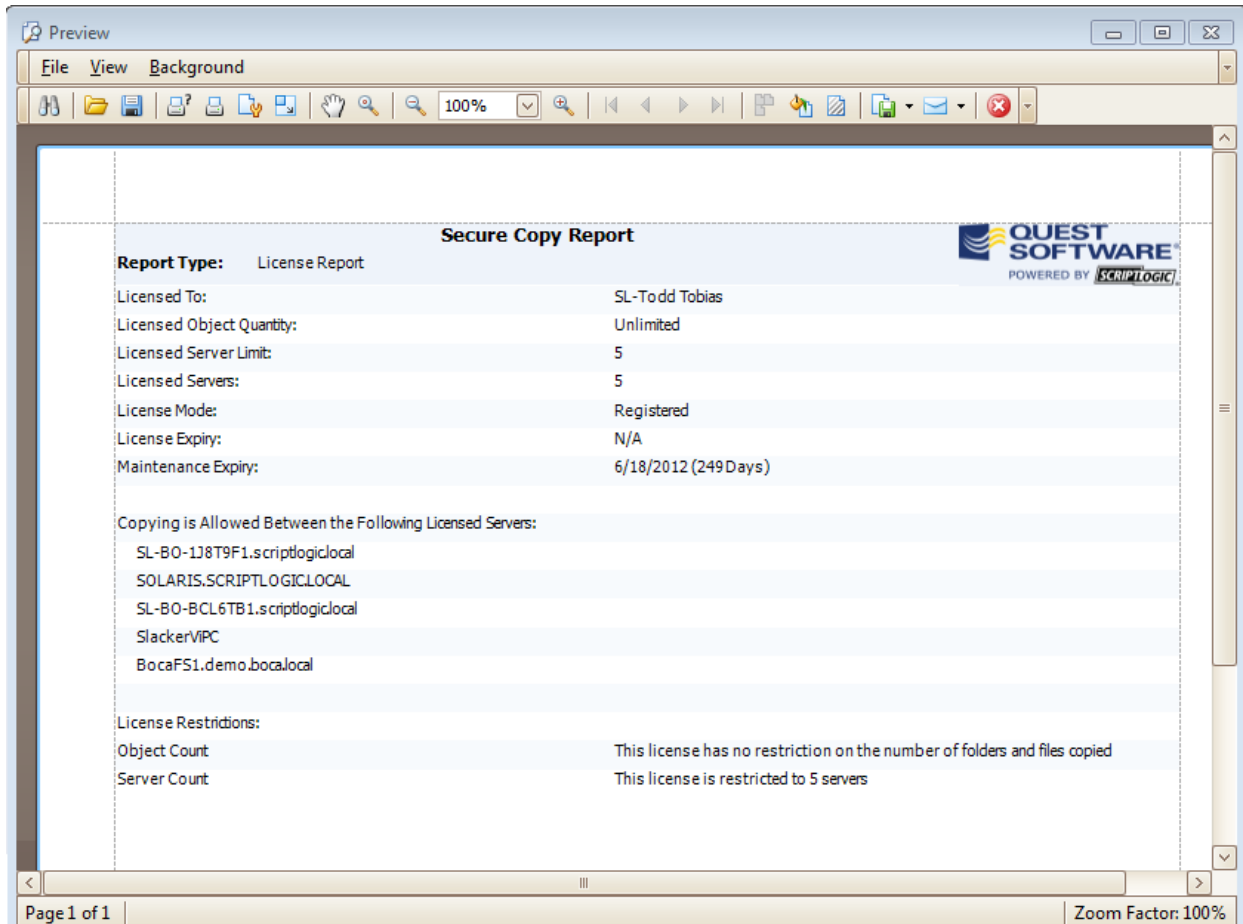 Preview
File View Background
100%
Secure Copy Report
QUEST SOFTWARE®
POWERED BY SCRIPTLOGIC
Report Type: License Report
Licensed To: SL-Todd Tobias
Licensed Object Quantity: Unlimited
Licensed Server Limit: 5
Licensed Servers: 5
License Mode: Registered
License Expiry: N/A
Maintenance Expiry: 6/18/2012 (249 Days)
Copying is Allowed Between the Following Licensed Servers:
SL-BO-1J8T9F1.scriptlogic.local
SOLARIS.SCRIPTLOGIC.LOCAL
SL-BO-BCL6TB1.scriptlogic.local
SlackerViPC
BocaFS1.demo.boca.local
License Restrictions:
Object Count This license has no restriction on the number of folders and files copied
Server Count This license is restricted to 5 servers
Page 1 of 1 Zoom Factor: 100%